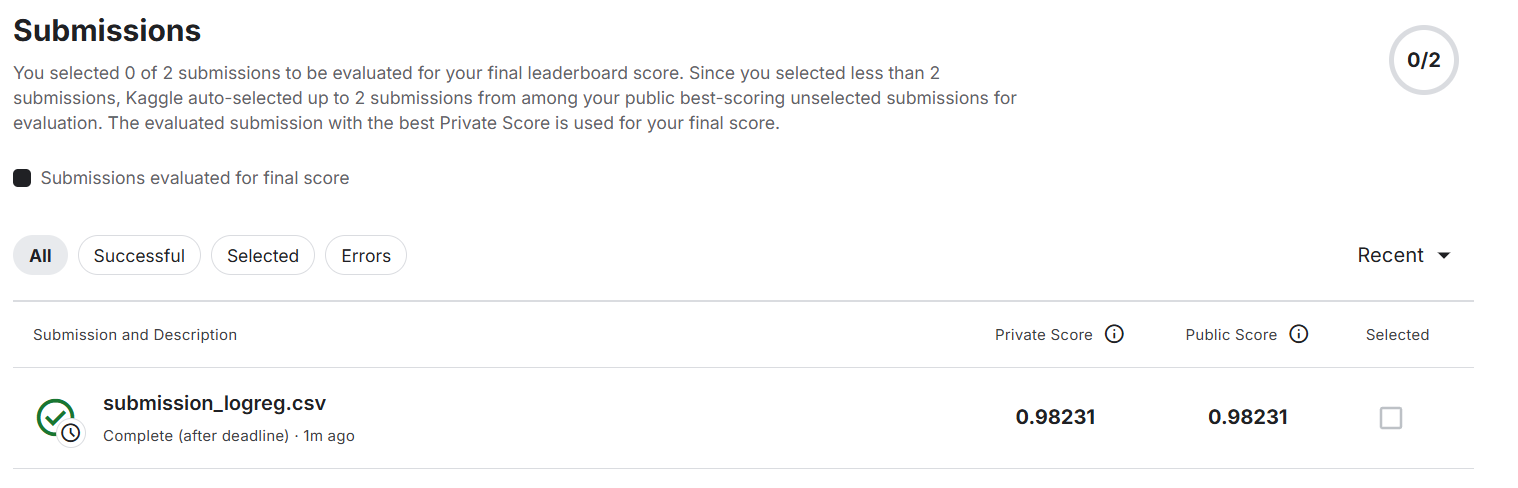 Submissions
0/2
You selected 0 of 2 submissions to be evaluated for your final leaderboard score. Since you selected less than 2
submissions, Kaggle auto-selected up to 2 submissions from among your public best-scoring unselected submissions for
evaluation. The evaluated submission with the best Private Score is used for your final score.
Submissions evaluated for final score
All Successful Selected Errors Recent
Submission and Description Private Score Public Score Selected
submission_logreg.csv
Complete (after deadline) · 1m ago
0.98231 0.98231